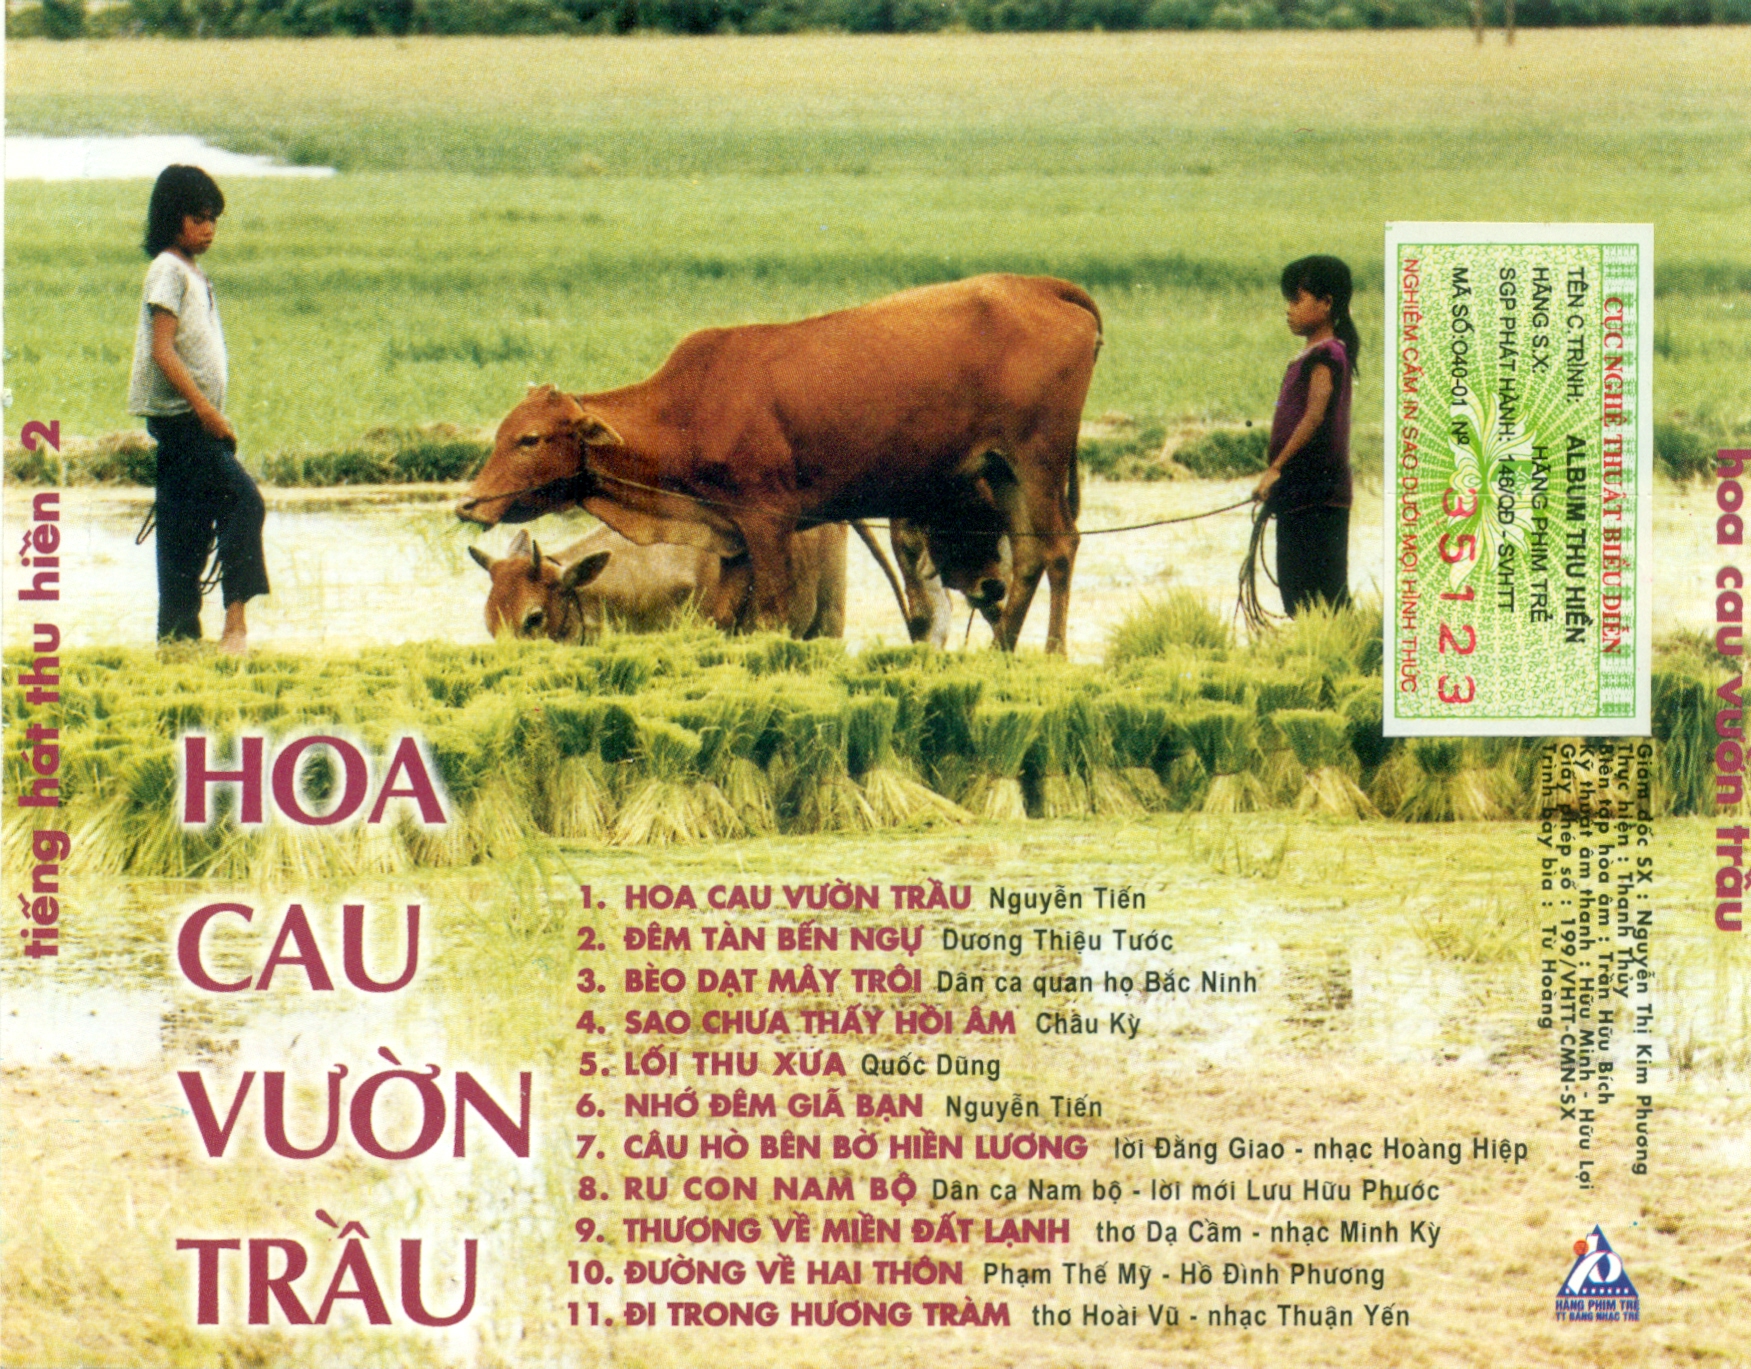 tiếng hát thu hiền 2
HOA
CAU
VƯỜN
TRẦU
1. HOA CAU VƯỜN TRẦU Nguyễn Tiến
2. ĐÊM TÀN BẾN NGỰ Dương Thiệu Tước
3. BÈO DẠT MÂY TRÔI Dân ca quan họ Bắc Ninh
4. SAO CHƯA THẤY HỒI ÂM Châu Kỳ
5. LỐI THU XƯA Quốc Dũng
6. NHỚ ĐÊM GIÃ BẠN Nguyễn Tiến
7. CÂU HÒ BÊN BỜ HIỀN LƯƠNG lời Đằng Giao - nhạc Hoàng Hiệp
8. RU CON NAM BỘ Dân ca Nam bộ - lời mới Lưu Hữu Phước
9. THƯƠNG VỀ MIỀN ĐẤT LẠNH thơ Dạ Cầm - nhạc Minh Kỳ
10. ĐƯỜNG VỀ HAI THÔN Phạm Thế Mỹ - Hồ Đình Phương
11. ĐI TRONG HƯƠNG TRÀM thơ Hoài Vũ - nhạc Thuận Yến
CỤC NGHỆ THUẬT BIỂU DIỄN
TÊN C.TRÌNH: ALBUM THU HIỀN
HÃNG S.X: HÃNG PHIM TRẺ
SGP PHÁT HÀNH: 146/QĐ - SVHTT
MÃ SỐ:O40-01 Nº 35123
NGHIÊM CẤM IN SAO DƯỚI MỌI HÌNH THỨC
Giám đốc SX : Nguyễn Thị Kim Phương
Thực hiện : Thanh Thủy
Biên tập hòa âm : Trần Hữu Bích
Kỹ thuật âm thanh : Hữu Minh - Hữu Lợi
Giấy phép số : 199/VHTT-CMN-SX
Trình bày bìa : Từ Hoàng
hoa cau vườn trầu
HÃNG PHIM TRẺ
TT BĂNG NHẠC TRẺ